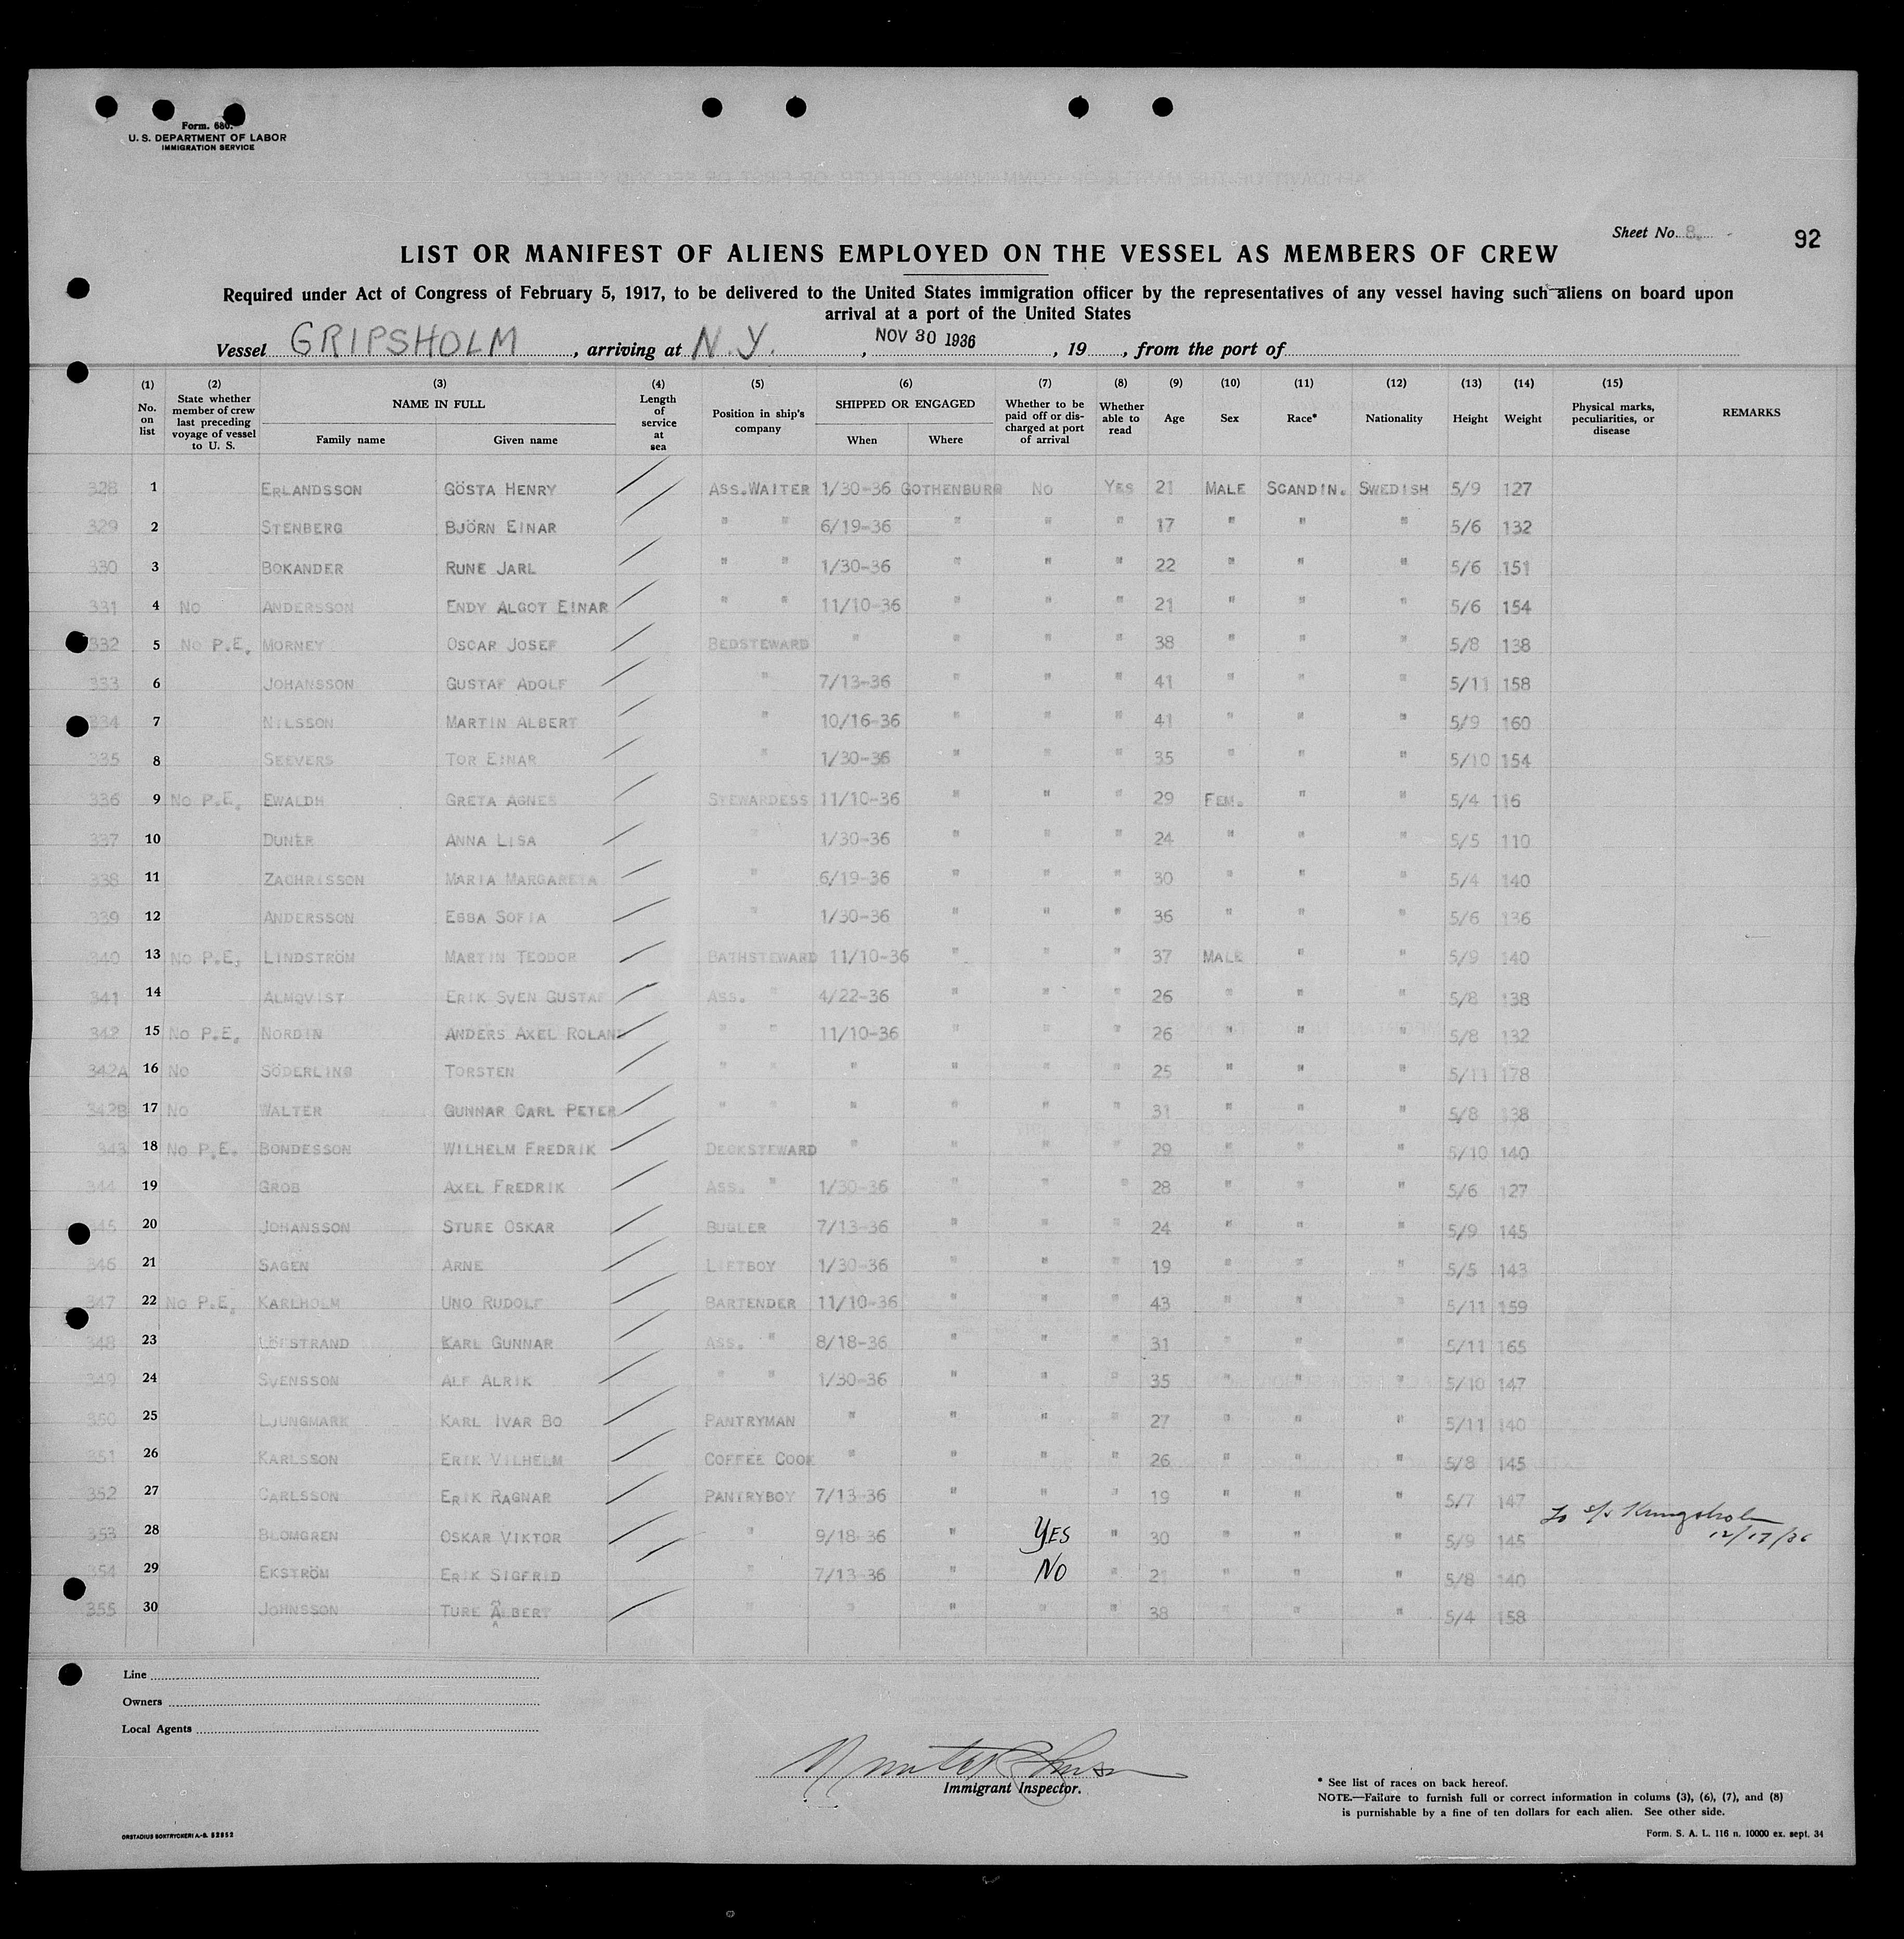 Form. 680.
U. S. DEPARTMENT OF LABOR
IMMIGRATION SERVICE
Sheet No. 8.
92
LIST OR MANIFEST OF ALIENS EMPLOYED ON THE VESSEL AS MEMBERS OF CREW
Required under Act of Congress of February 5, 1917, to be delivered to the United States immigration officer by the representatives of any vessel having such aliens on board upon
arrival at a port of the United States
Vessel GRIPSHOLM, arriving at N.Y., NOV 30 1936, 19, from the port of
(1) No. on list (2) State whether member of crew last preceding voyage of vessel to U. S. (3) NAME IN FULL Family name Given name (4) Length of service at sea (5) Position in ship's company (6) SHIPPED OR ENGAGED When Where (7) Whether to be paid off or discharged at port of arrival (8) Whether able to read (9) Age (10) Sex (11) Race* (12) Nationality (13) Height (14) Weight (15) Physical marks, peculiarities, or disease REMARKS
328 1 ERLANDSSON GÖSTA HENRY ASS.WAITER 1/30-36 GOTHENBURG NO YES 21 MALE SCANDIN. SWEDISH 5/9 127
329 2 STENBERG BJÖRN EINAR " " 6/19-36 " " " 17 " " " 5/6 132
330 3 BOKANDER RUNE JARL " " 1/30-36 " " " 22 " " " 5/6 151
331 4 NO ANDERSSON ENDY ALGOT EINAR " " 11/10-36 " " " 21 " " " 5/6 154
332 5 NO P.E. MORNEY OSCAR JOSEF BEDSTEWARD " " " " 38 " " " 5/8 138
333 6 JOHANSSON GUSTAF ADOLF " 7/13-36 " " " 41 " " " 5/11 158
334 7 NILSSON MARTIN ALBERT " 10/16-36 " " " 41 " " " 5/9 160
335 8 SEEVERS TOR EINAR " 1/30-36 " " " 35 " " " 5/10 154
336 9 NO P.E. EWALDH GRETA AGNES STEWARDESS 11/10-36 " " " 29 FEM. " " 5/4 116
337 10 DUNÉR ANNA LISA " 1/30-36 " " " 24 " " " 5/5 110
338 11 ZACHRISSON MARIA MARGARETA " 6/19-36 " " " 30 " " " 5/4 140
339 12 ANDERSSON EBBA SOFIA " 1/30-36 " " " 36 " " " 5/6 136
340 13 NO P.E. LINDSTRÖM MARTIN TEODOR BATHSTEWARD 11/10-36 " " " 37 MALE " " 5/9 140
341 14 ALMQVIST ERIK SVEN GUSTAF ASS. " 4/22-36 " " " 26 " " " 5/8 138
342 15 NO P.E. NORDIN ANDERS AXEL ROLAND " " 11/10-36 " " " 26 " " " 5/8 132
342A 16 NO SÖDERLING TORSTEN " " " " " " 25 " " " 5/11 178
342B 17 NO WALTER GUNNAR CARL PETER " " " " " " 31 " " " 5/8 138
343 18 NO P.E. BONDESSON WILHELM FREDRIK DECKSTEWARD " " " " 29 " " " 5/10 140
344 19 GROB AXEL FREDRIK ASS. " 1/30-36 " " " 28 " " " 5/6 127
345 20 JOHANSSON STURE OSKAR BUGLER 7/13-36 " " " 24 " " " 5/9 145
346 21 SAGEN ARNE LIFTBOY 1/30-36 " " " 19 " " " 5/5 143
347 22 NO P.E. KARLHOLM UNO RUDOLF BARTENDER 11/10-36 " " " 43 " " " 5/11 159
348 23 LÖFSTRAND KARL GUNNAR ASS. " 8/18-36 " " " 31 " " " 5/11 165
349 24 SVENSSON ALF ALRIK " " 1/30-36 " " " 35 " " " 5/10 147
350 25 LJUNGMARK KARL IVAR BO PANTRYMAN " " " " 27 " " " 5/11 140
351 26 KARLSSON ERIK VILHELM COFFEE COOK " " " " 26 " " " 5/8 145
352 27 CARLSSON ERIK RAGNAR PANTRYBOY 7/13-36 " " " 19 " " " 5/7 147
353 28 BLOMGREN OSKAR VIKTOR " 9/18-36 " YES " 30 " " " 5/9 145 To s/s Kungsholm 12/17/36
354 29 EKSTRÖM ERIK SIGFRID " 7/13-36 " NO " 21 " " " 5/8 140
355 30 JOHNSSON TURE ALBERT " " " " " 38 " " " 5/4 158
Line
Owners
Local Agents
Immigrant Inspector.
* See list of races on back hereof.
NOTE.—Failure to furnish full or correct information in colums (3), (6), (7), and (8)
is purnishable by a fine of ten dollars for each alien. See other side.
ORSTADIUS BOKTRYCKERI A.-B. 52952
Form. S. A. L. 116 n. 10000 ex. sept. 34